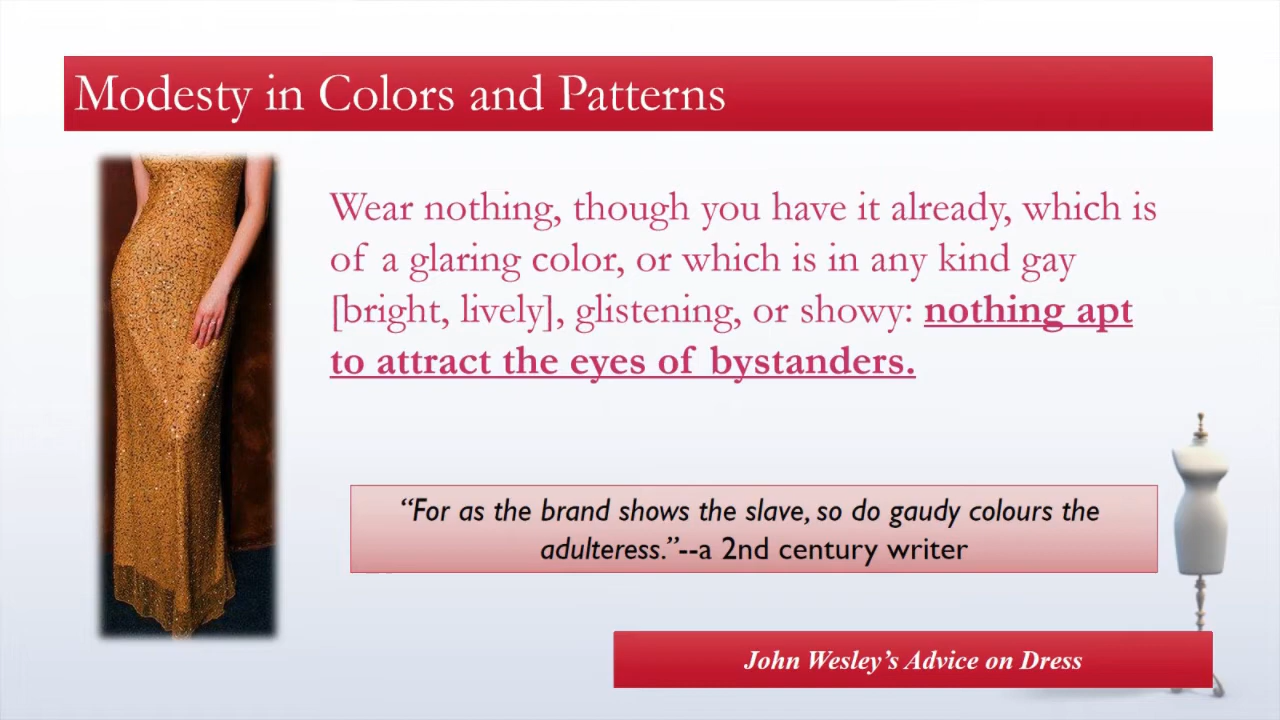 Modesty in Colors and Patterns
Wear nothing, though you have it already, which is
of a glaring color, or which is in any kind gay
[bright, lively], glistening, or showy: nothing apt
to attract the eyes of bystanders.
“For as the brand shows the slave, so do gaudy colours the
adulteress.”--a 2nd century writer
John Wesley’s Advice on Dress